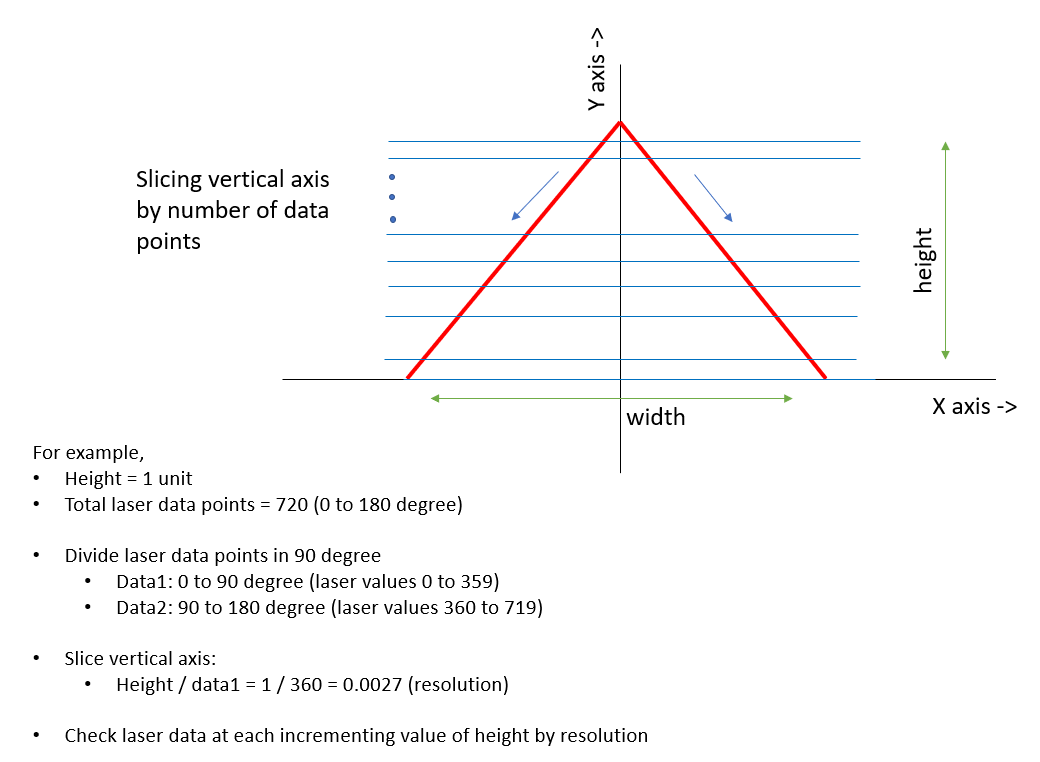 Y axis ->
Slicing vertical axis
by number of data
points
height
width
X axis ->
For example,
• Height = 1 unit
• Total laser data points = 720 (0 to 180 degree)
• Divide laser data points in 90 degree
• Data1: 0 to 90 degree (laser values 0 to 359)
• Data2: 90 to 180 degree (laser values 360 to 719)
• Slice vertical axis:
• Height / data1 = 1 / 360 = 0.0027 (resolution)
• Check laser data at each incrementing value of height by resolution